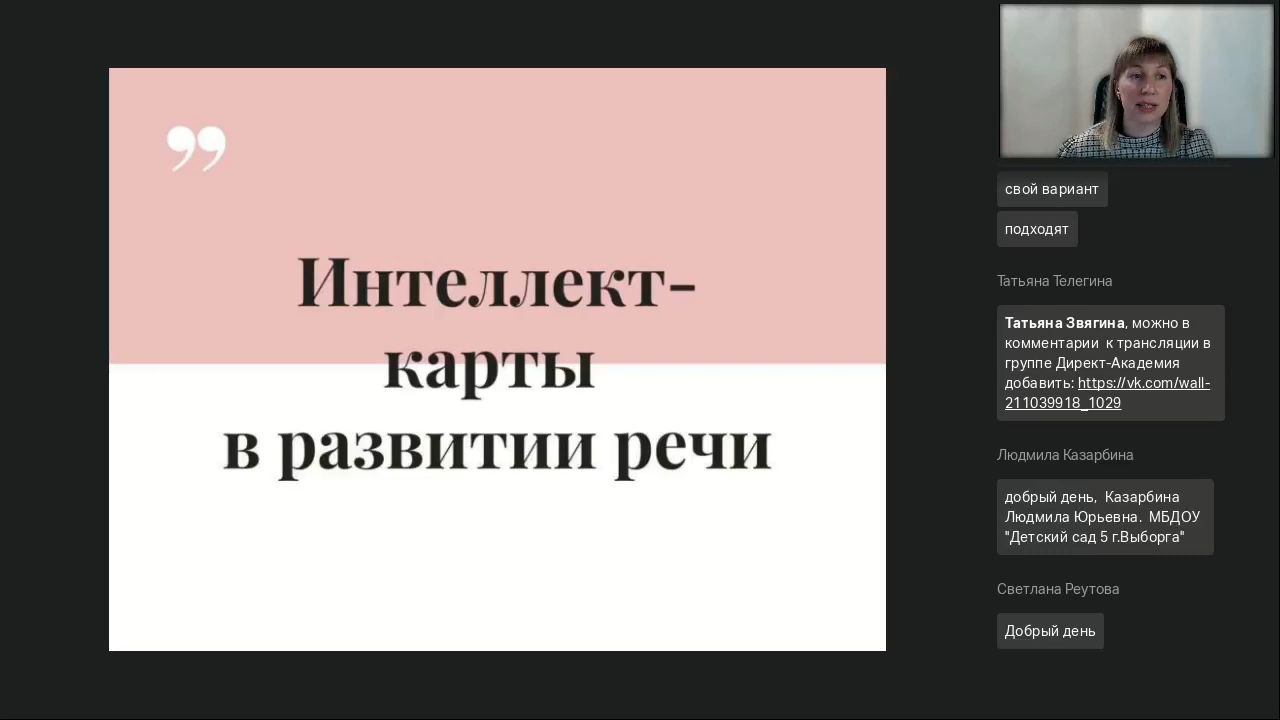 ”
Интеллект-
карты
в развитии речи
свой вариант
подходят
Татьяна Телегина
Татьяна Звягина, можно в
комментарии к трансляции в
группе Директ-Академия
добавить: https://vk.com/wall-
211039918_1029
Людмила Казарбина
добрый день, Казарбина
Людмила Юрьевна. МБДОУ
"Детский сад 5 г.Выборга"
Светлана Реутова
Добрый день